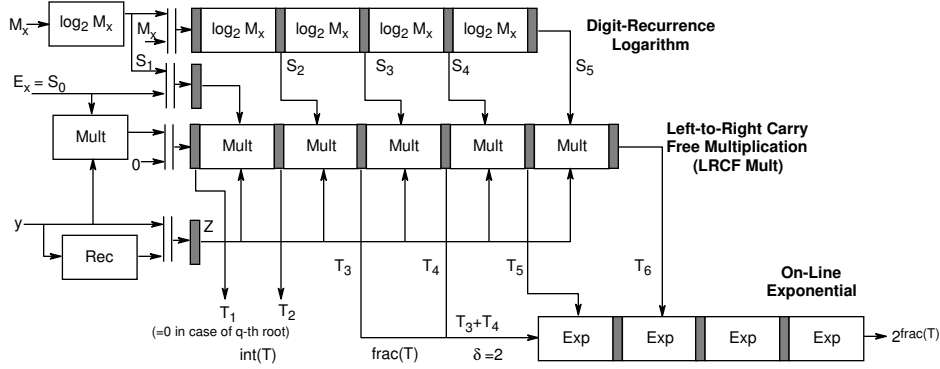 Mₓ
log₂ Mₓ
Mₓ
log₂ Mₓ
log₂ Mₓ
log₂ Mₓ
log₂ Mₓ
Digit-Recurrence
Logarithm
S₁
S₂
S₃
S₄
S₅
Eₓ = S₀
Mult
0
Mult
Mult
Mult
Mult
Mult
Left-to-Right Carry
Free Multiplication
(LRCF Mult)
y
Rec
Z
T₃
T₄
T₅
T₆
On-Line
Exponential
T₁
T₂
(=0 in case of q-th root)
T₃+T₄
int(T)
frac(T)
δ =2
Exp
Exp
Exp
Exp
2^frac(T)